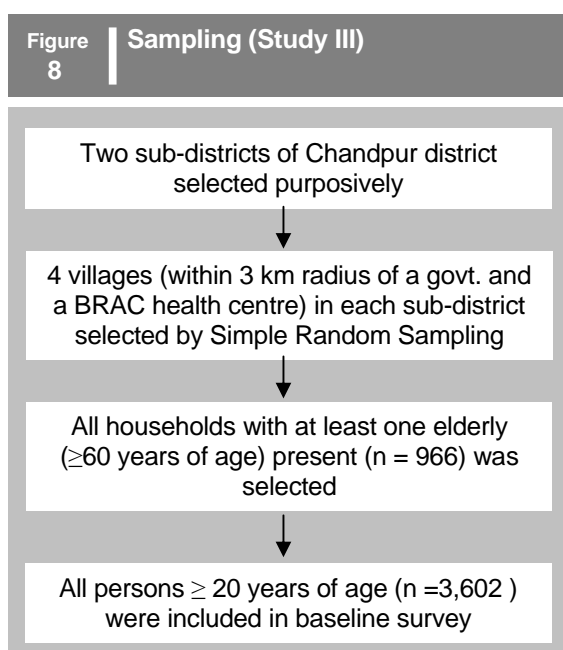 Figure
8
Sampling (Study III)
Two sub-districts of Chandpur district
selected purposively
4 villages (within 3 km radius of a govt. and
a BRAC health centre) in each sub-district
selected by Simple Random Sampling
All households with at least one elderly
(≥60 years of age) present (n = 966) was
selected
All persons ≥ 20 years of age (n =3,602 )
were included in baseline survey